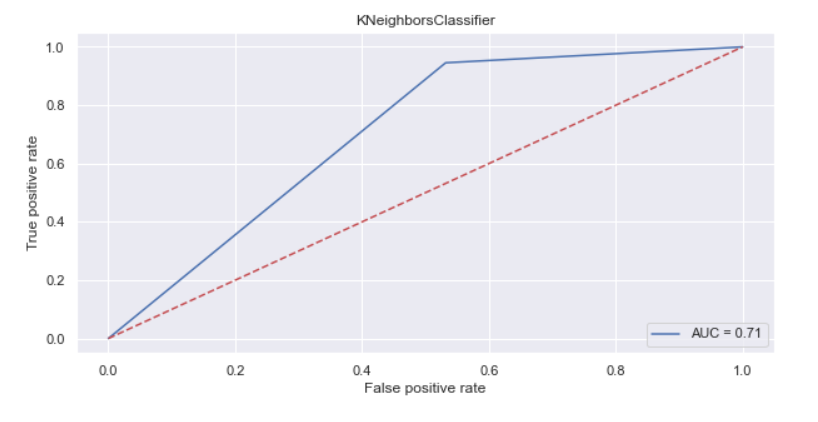 KNeighborsClassifier
1.0
0.8
0.6
0.4
0.2
0.0
True positive rate
AUC = 0.71
0.0 0.2 0.4 0.6 0.8 1.0
False positive rate